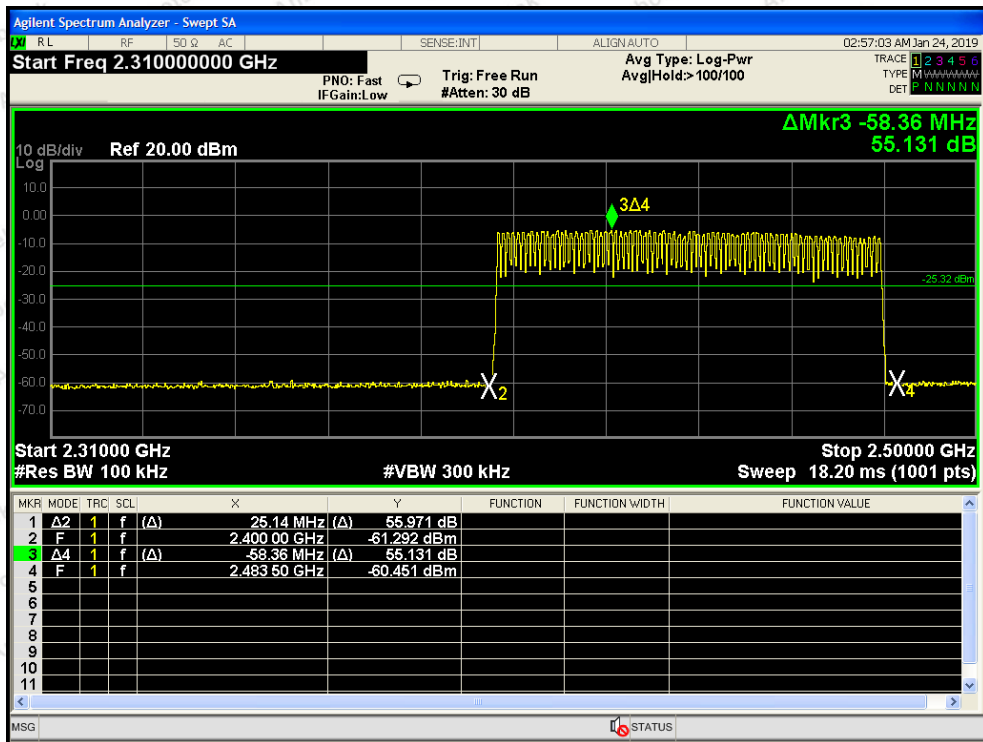 Agilent Spectrum Analyzer - Swept SA
LXI RL RF 50 Ω AC SENSE:INT ALIGN AUTO 02:57:03 AM Jan 24, 2019
Start Freq 2.310000000 GHz
PNO: Fast
IFGain:Low
Trig: Free Run
#Atten: 30 dB
Avg Type: Log-Pwr
Avg|Hold:>100/100
TRACE 1 2 3 4 5 6
TYPE MWWWWW
DET P N N N N N
ΔMkr3 -58.36 MHz
55.131 dB
10 dB/div Ref 20.00 dBm
Log
10.0
0.00
-10.0
-20.0
-30.0
-40.0
-50.0
-60.0
-70.0
3Δ4
-25.32 dBm
2
4
Start 2.31000 GHz Stop 2.50000 GHz
#Res BW 100 kHz #VBW 300 kHz Sweep 18.20 ms (1001 pts)
MKR MODE TRC SCL X Y FUNCTION FUNCTION WIDTH FUNCTION VALUE
1 Δ2 1 f (Δ) 25.14 MHz (Δ) 55.971 dB
2 F 1 f 2.400 00 GHz -61.292 dBm
3 Δ4 1 f (Δ) -58.36 MHz (Δ) 55.131 dB
4 F 1 f 2.483 50 GHz -60.451 dBm
5
6
7
8
9
10
11
MSG STATUS